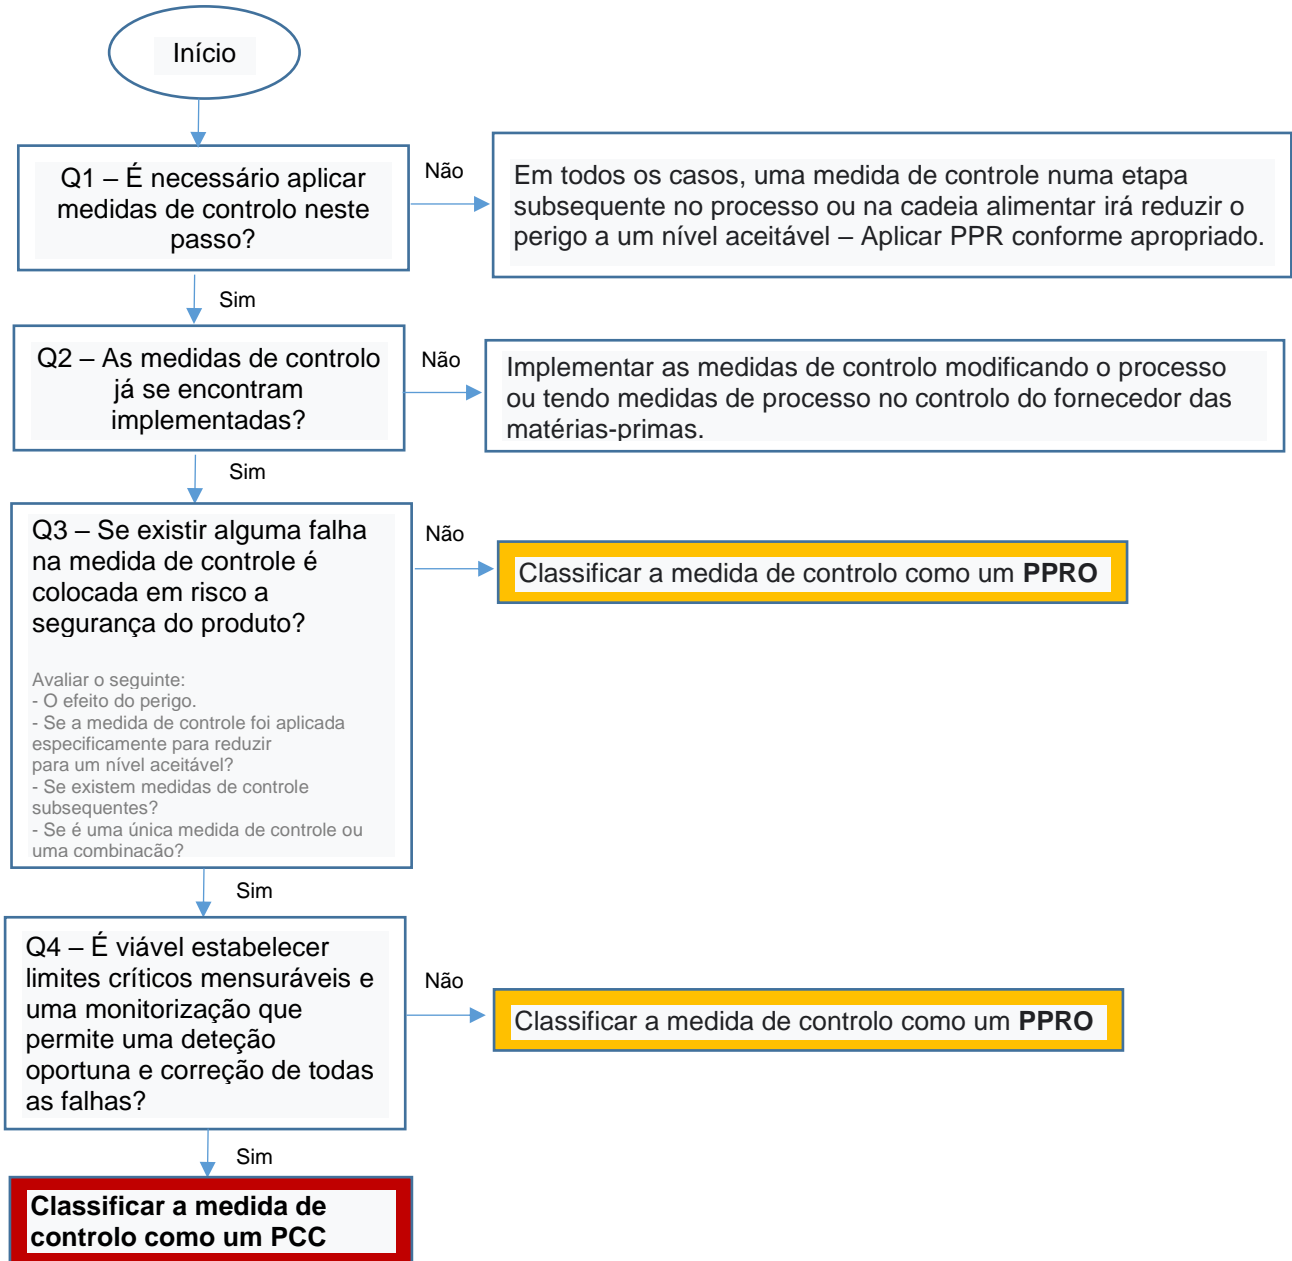 Início
Q1 – É necessário aplicar
medidas de controlo neste
passo?
Não
Em todos os casos, uma medida de controle numa etapa
subsequente no processo ou na cadeia alimentar irá reduzir o
perigo a um nível aceitável – Aplicar PPR conforme apropriado.
Sim
Q2 – As medidas de controlo
já se encontram
implementadas?
Não
Implementar as medidas de controlo modificando o processo
ou tendo medidas de processo no controlo do fornecedor das
matérias-primas.
Sim
Q3 – Se existir alguma falha
na medida de controle é
colocada em risco a
segurança do produto?
Avaliar o seguinte:
- O efeito do perigo.
- Se a medida de controle foi aplicada
especificamente para reduzir
para um nível aceitável?
- Se existem medidas de controle
subsequentes?
- Se é uma única medida de controle ou
uma combinação?
Não
Classificar a medida de controlo como um PPRO
Sim
Q4 – É viável estabelecer
limites críticos mensuráveis e
uma monitorização que
permite uma deteção
oportuna e correção de todas
as falhas?
Não
Classificar a medida de controlo como um PPRO
Sim
Classificar a medida de
controlo como um PCC